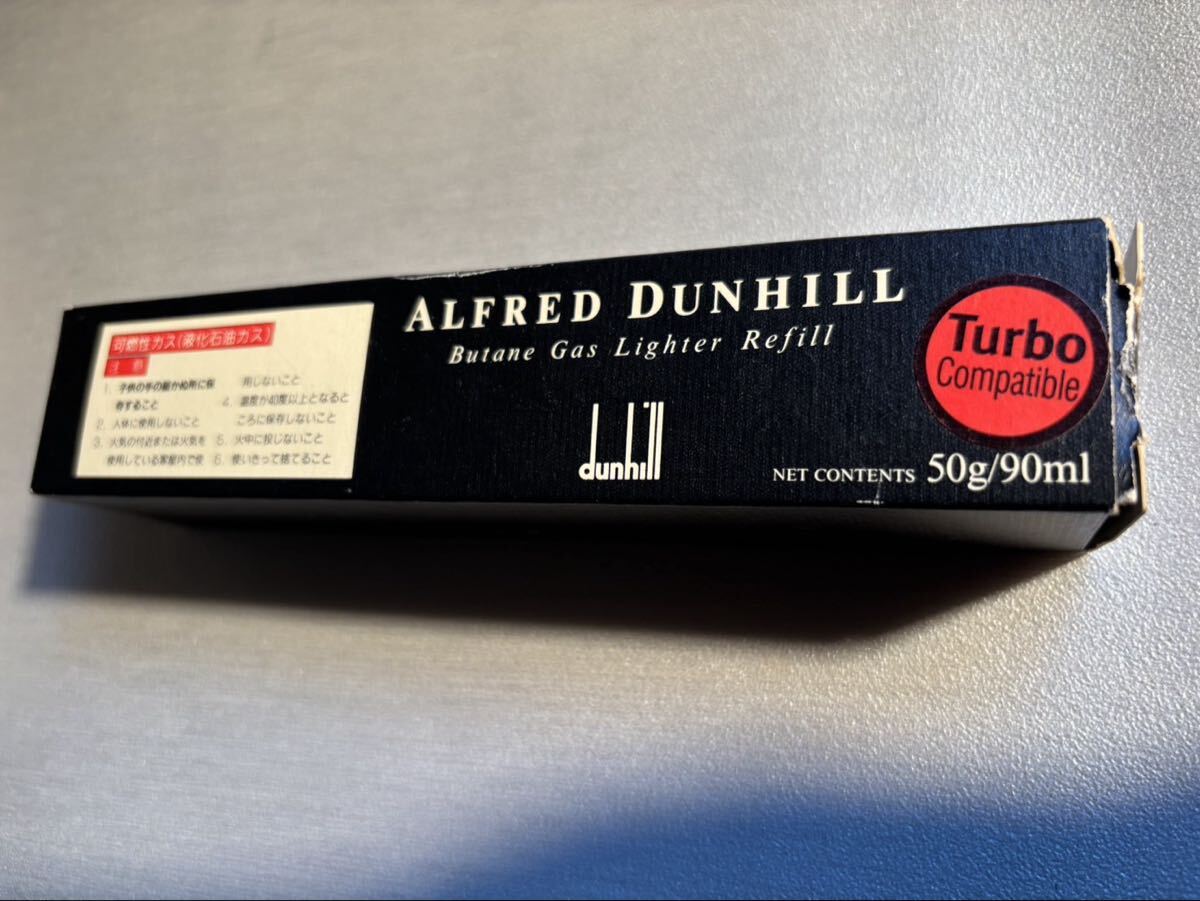 可燃性ガス(液化石油ガス)
注意
1. 子供の手の届かぬ所に保
存すること
2. 人体に使用しないこと
3. 火気の付近または火気を
使用している家屋内で使
用しないこと
4. 温度が40度以上となると
ころに保存しないこと
5. 火中に投じないこと
6. 使いきって捨てること
ALFRED DUNHILL
Butane Gas Lighter Refill
dunhill
Turbo
Compatible
NET CONTENTS 50g/90ml